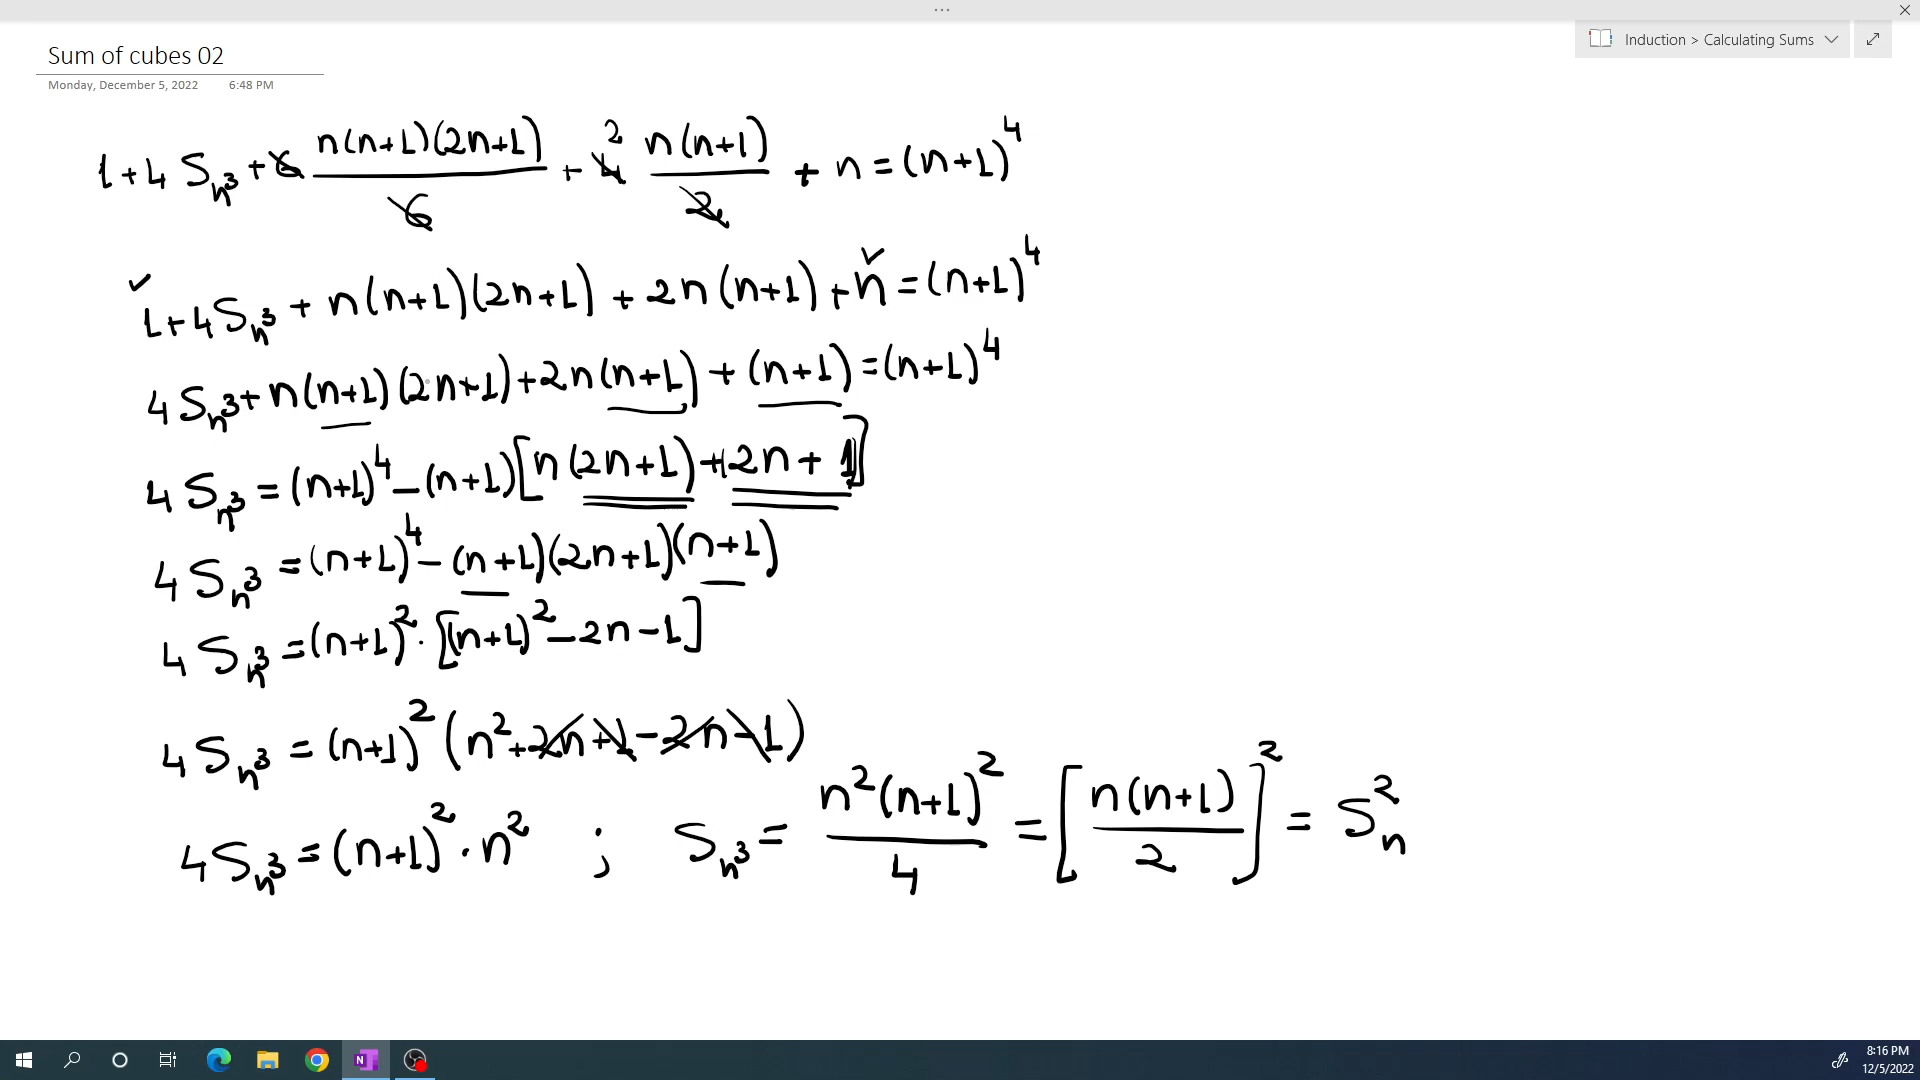 ...
Sum of cubes 02
Induction > Calculating Sums
Monday, December 5, 2022 6:48 PM
1 + 4 S_{n^3} + 6 \frac{n(n+1)(2n+1)}{6} + 4 2 \frac{n(n+1)}{2} + n = (n+1)^4
✓ 1 + 4 S_{n^3} + n(n+1)(2n+1) + 2n(n+1) + n ✓ = (n+1)^4
4 S_{n^3} + n(n+1)(2n+1) + 2n(n+1) + (n+1) = (n+1)^4
4 S_{n^3} = (n+1)^4 - (n+1)[n(2n+1) + (2n + 1)]
4 S_{n^3} = (n+1)^4 - (n+1)(2n+1)(n+1)
4 S_{n^3} = (n+1)^2 · [(n+1)^2 - 2n - 1]
4 S_{n^3} = (n+1)^2 (n^2 + 2n + 1 - 2n - 1)
4 S_{n^3} = (n+1)^2 · n^2 ; S_{n^3} = \frac{n^2(n+1)^2}{4} = [\frac{n(n+1)}{2}]^2 = S_n^2
8:16 PM
12/5/2022